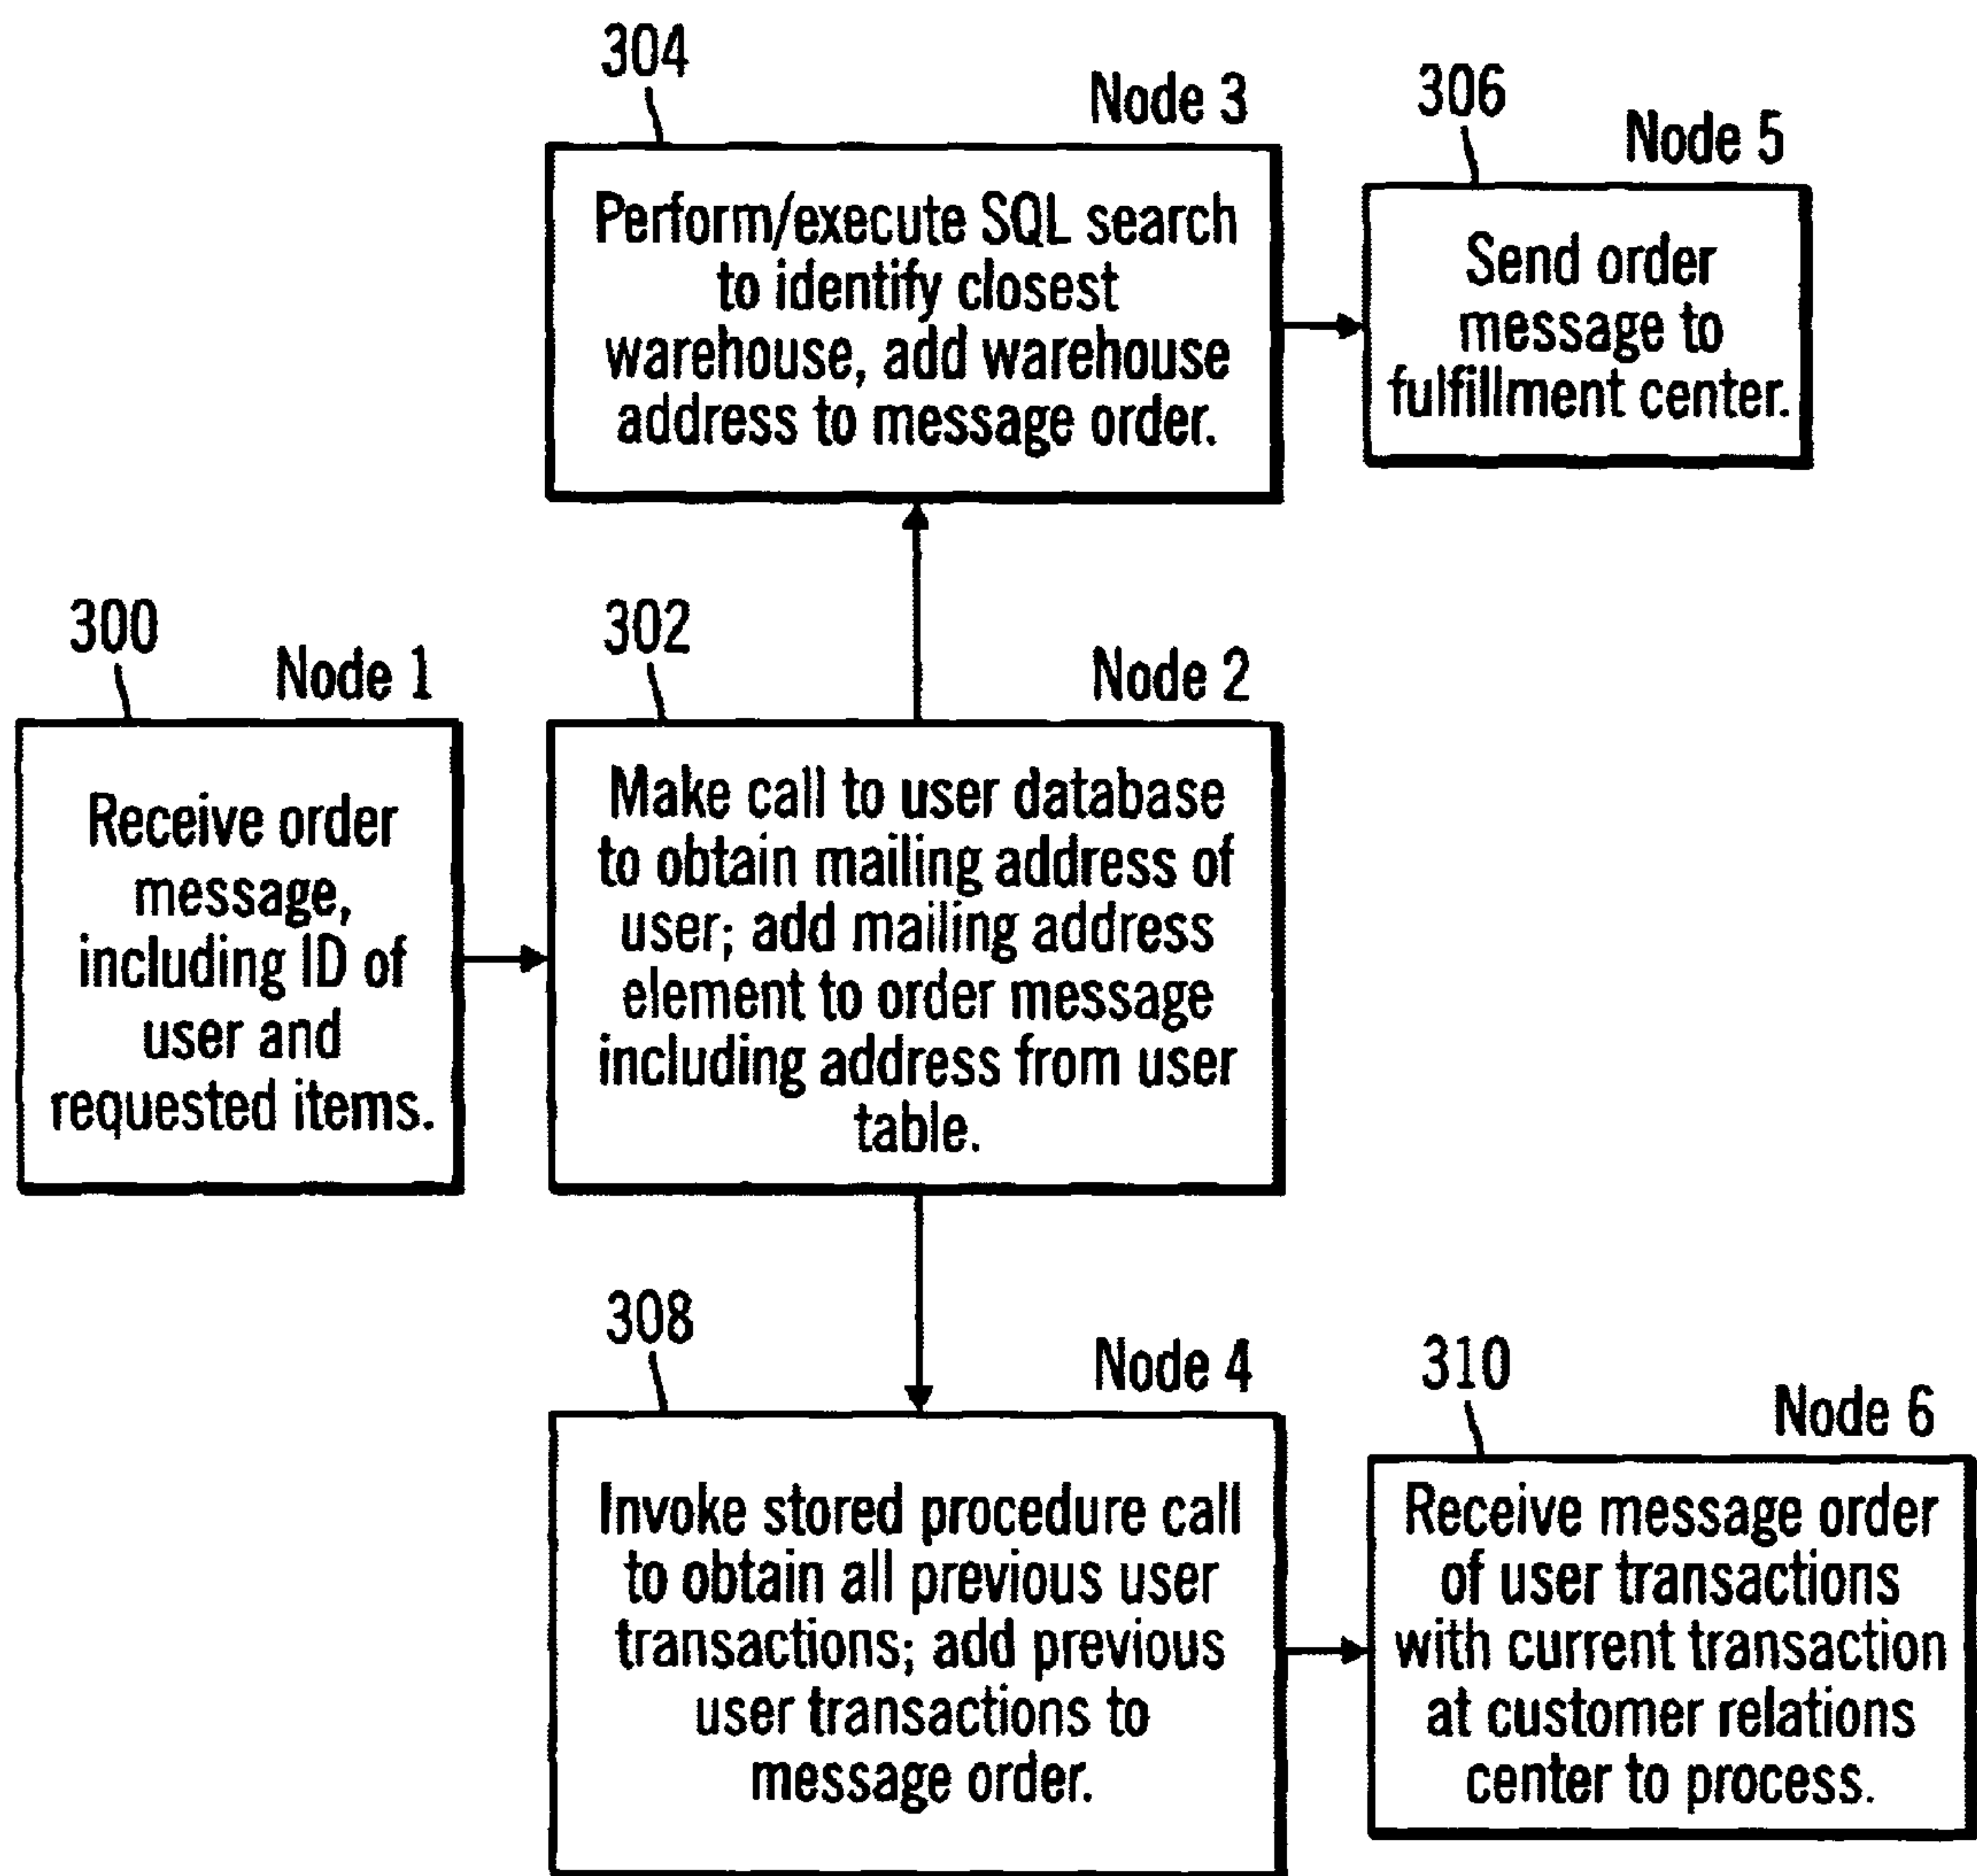 304
Node 3
Perform/execute SQL search
to identify closest
warehouse, add warehouse
address to message order.
306
Node 5
Send order
message to
fulfillment center.
300
Node 1
Receive order
message,
including ID of
user and
requested items.
302
Node 2
Make call to user database
to obtain mailing address of
user; add mailing address
element to order message
including address from user
table.
308
Node 4
Invoke stored procedure call
to obtain all previous user
transactions; add previous
user transactions to
message order.
310
Node 6
Receive message order
of user transactions
with current transaction
at customer relations
center to process.